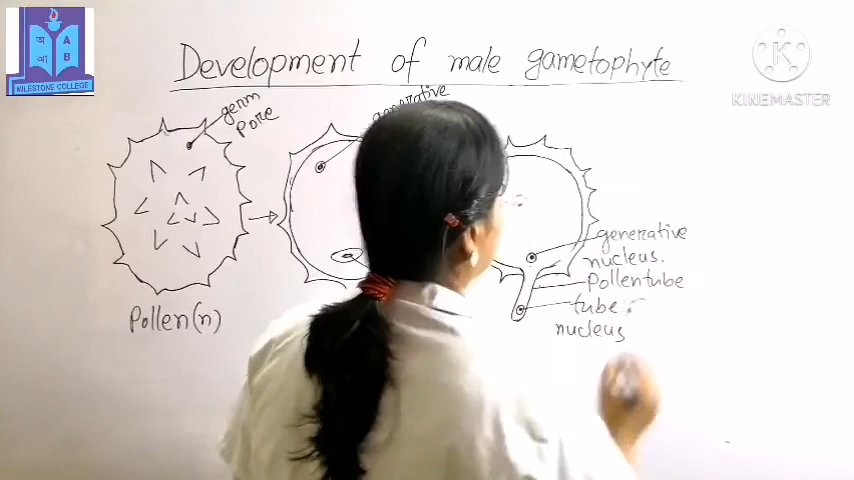 অ
A
আ
B
MILESTONE COLLEGE
Development of male gametophyte
K
KINEMASTER
germ
pore
generative
generative
nucleus.
pollentube
tube
nucleus
Pollen(n)